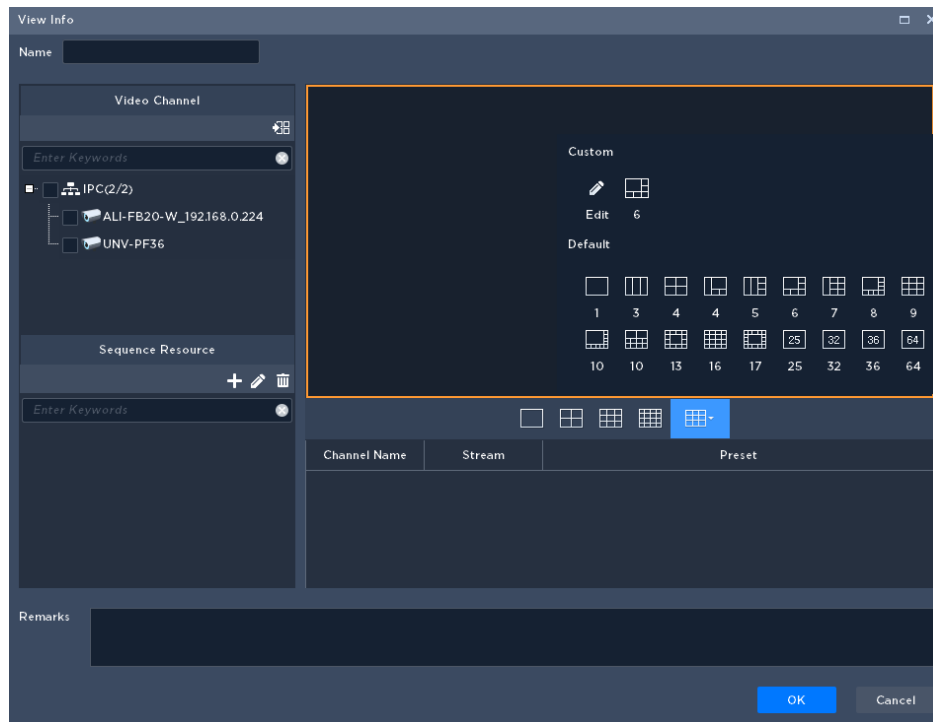 View Info
Name
Video Channel
Enter Keywords
IPC(2/2)
ALI-FB20-W_192.168.0.224
UNV-PF36
Sequence Resource
Enter Keywords
Custom
Edit 6
Default
1 3 4 4 5 6 7 8 9
25 32 36 64
10 10 13 16 17 25 32 36 64
Channel Name Stream Preset
Remarks
OK Cancel